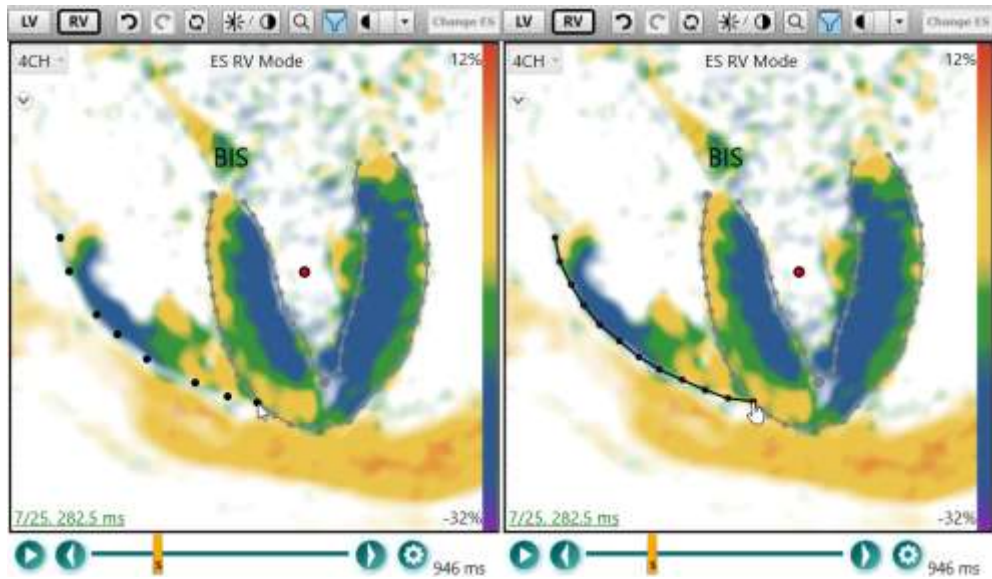 LV RV / Change ES LV RV / Change ES
4CH ES RV Mode 12% 4CH ES RV Mode 12%
BIS BIS
7/25, 282.5 ms -32% 7/25, 282.5 ms -32%
s s
946 ms 946 ms